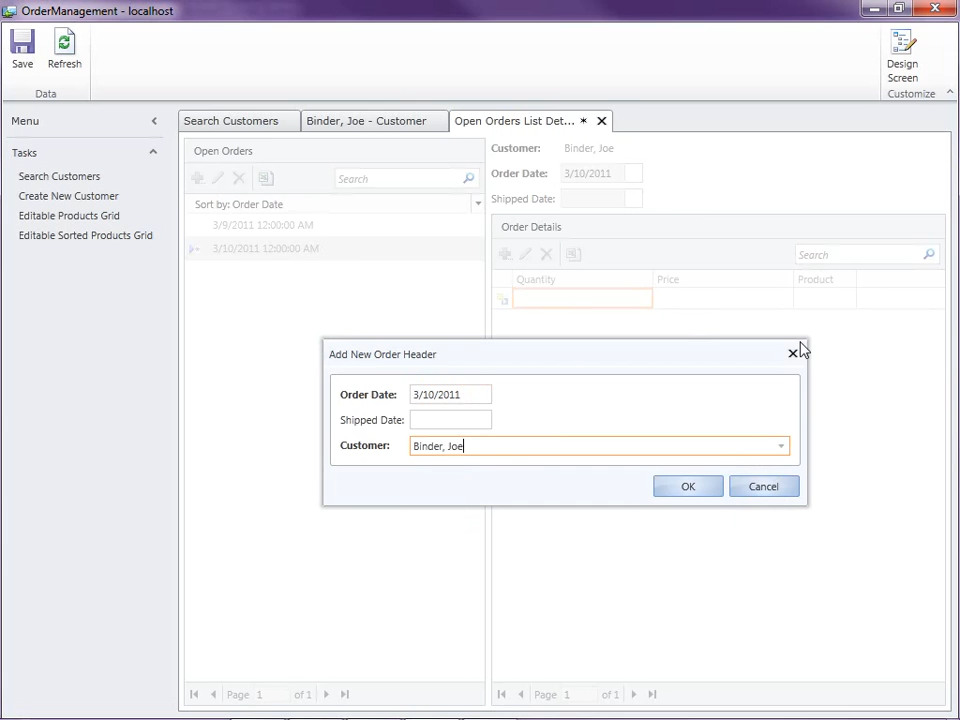 OrderManagement - localhost
Save
Refresh
Data
Design
Screen
Customize
Menu
Tasks
Search Customers
Create New Customer
Editable Products Grid
Editable Sorted Products Grid
Search Customers
Binder, Joe - Customer
Open Orders List Det... *
Open Orders
Search
Sort by: Order Date
3/9/2011 12:00:00 AM
3/10/2011 12:00:00 AM
Customer: Binder, Joe
Order Date: 3/10/2011
Shipped Date:
Order Details
Search
Quantity Price Product
Add New Order Header
Order Date: 3/10/2011
Shipped Date:
Customer: Binder, Joe
OK Cancel
Page 1 of 1
Page 1 of 1